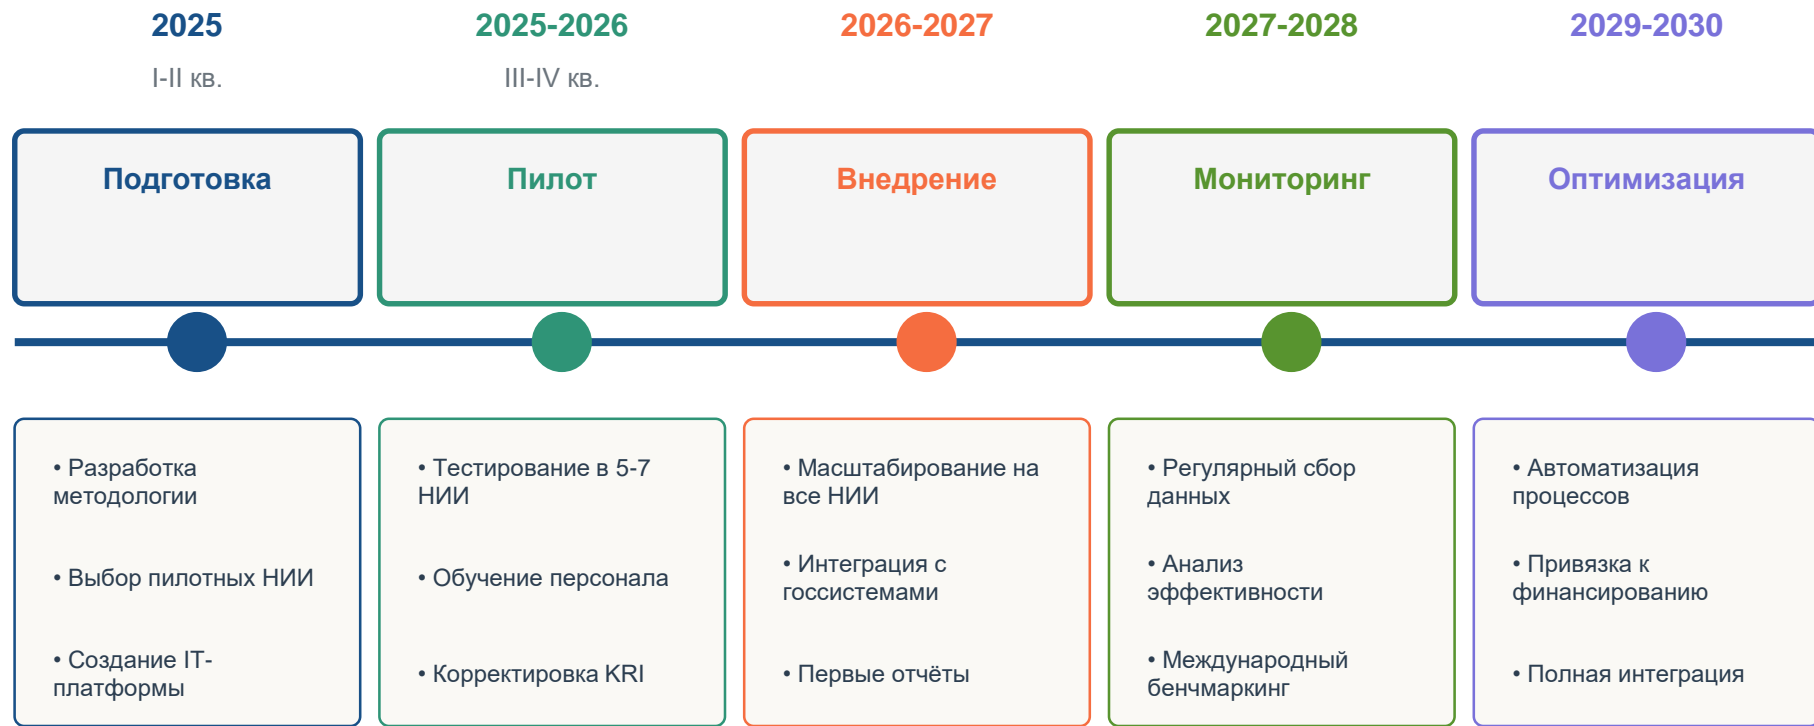 2025
2025-2026
2026-2027
2027-2028
2029-2030
I-II кв.
III-IV кв.
Подготовка
Пилот
Внедрение
Мониторинг
Оптимизация
• Разработка
методологии
• Выбор пилотных НИИ
• Создание IT-
платформы
• Тестирование в 5-7
НИИ
• Обучение персонала
• Корректировка KRI
• Масштабирование на
все НИИ
• Интеграция с
госсистемами
• Первые отчёты
• Регулярный сбор
данных
• Анализ
эффективности
• Международный
бенчмаркинг
• Автоматизация
процессов
• Привязка к
финансированию
• Полная интеграция